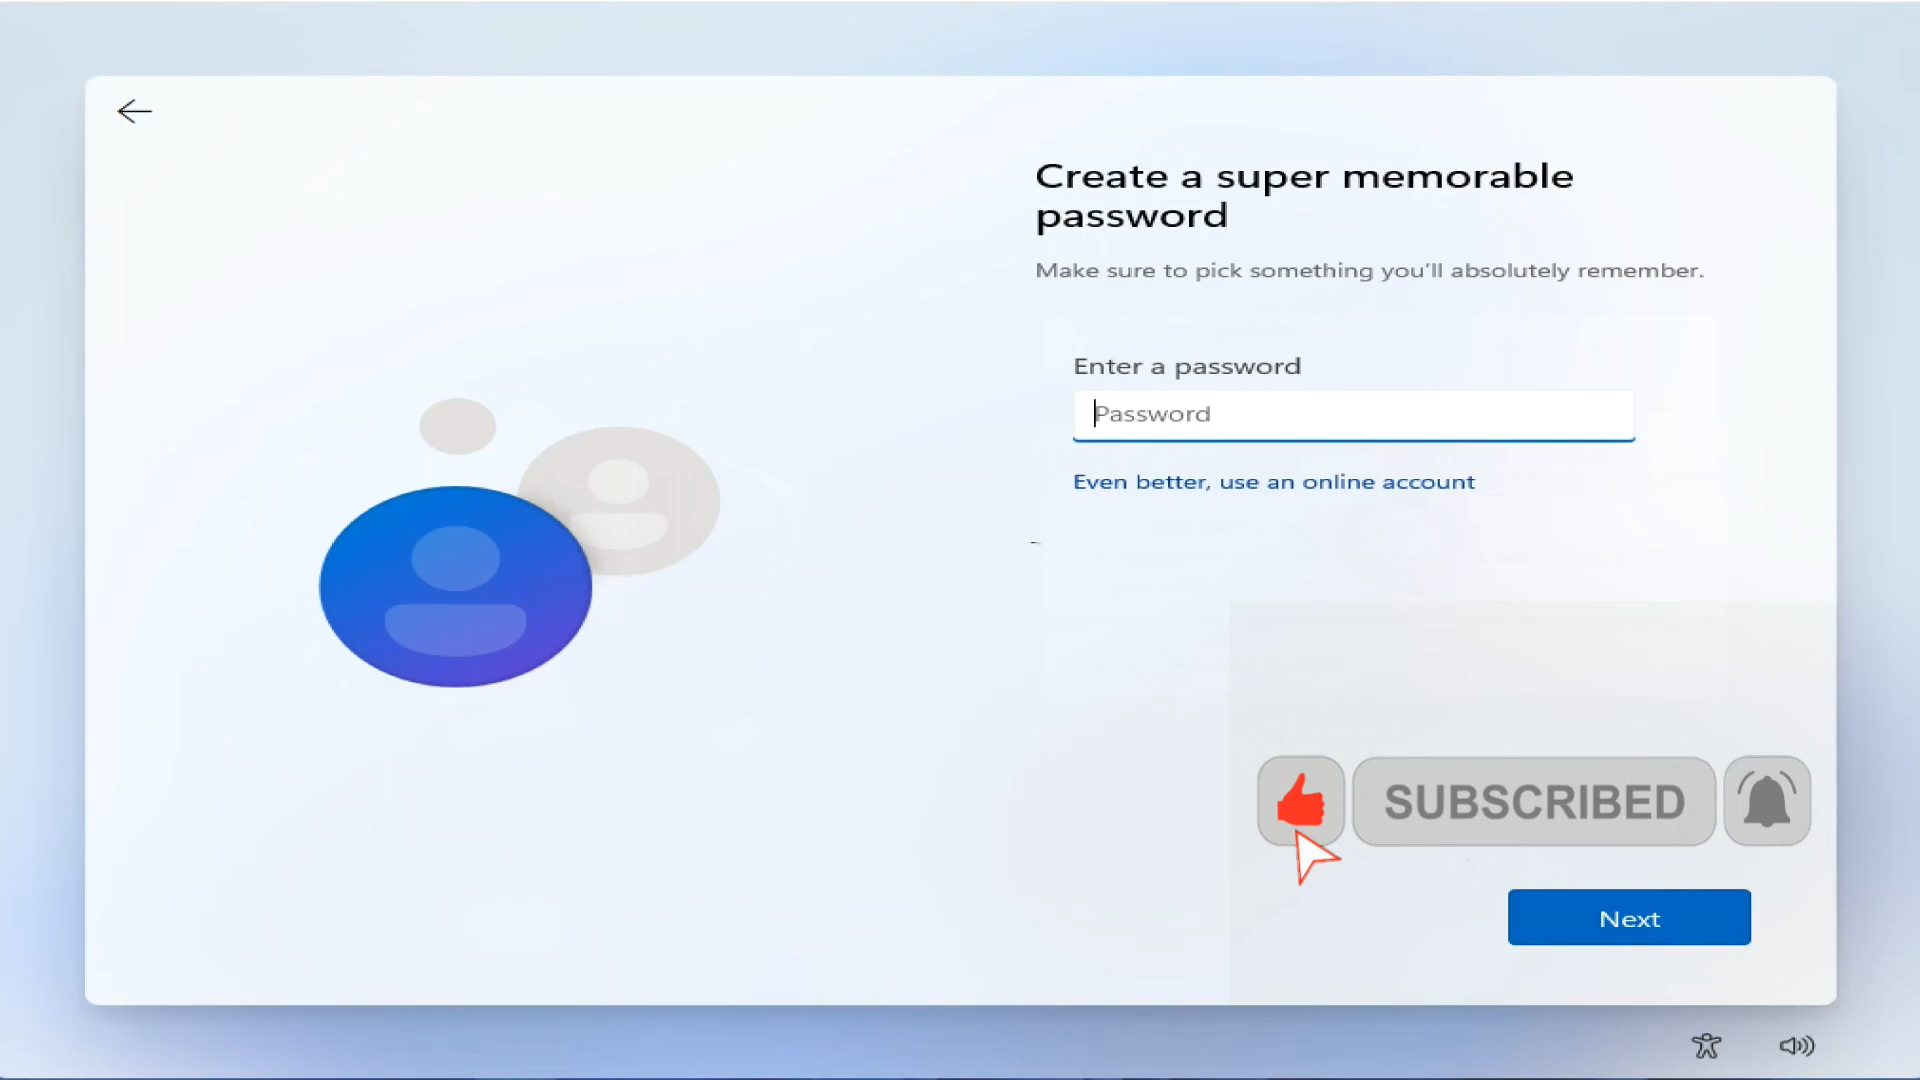 Create a super memorable
password
Make sure to pick something you'll absolutely remember.
Enter a password
Password
Even better, use an online account
SUBSCRIBED
Next